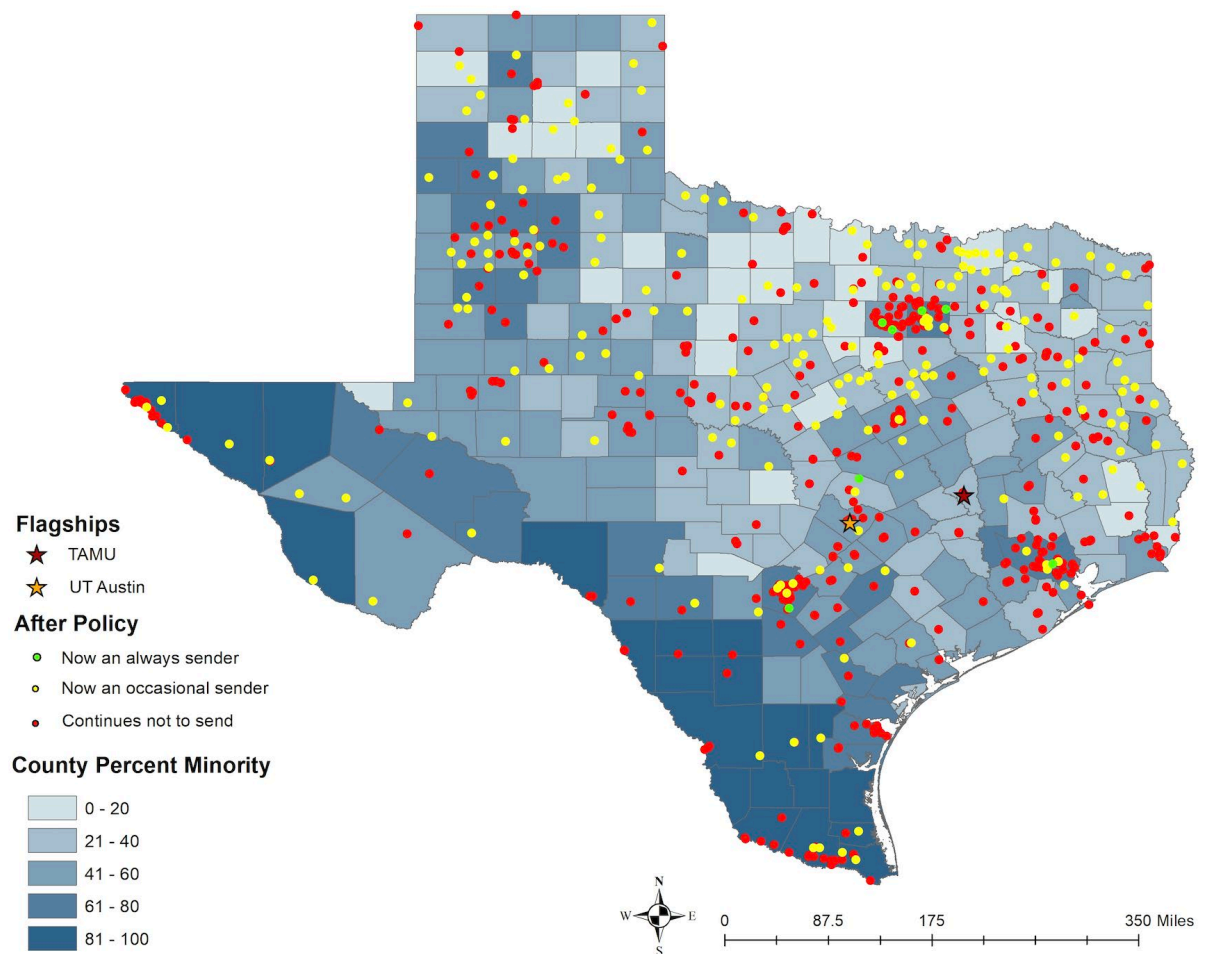 Flagships
TAMU
UT Austin
After Policy
Now an always sender
Now an occasional sender
Continues not to send
County Percent Minority
0 - 20
21 - 40
41 - 60
61 - 80
81 - 100
N
W E
S
0 87.5 175 350 Miles